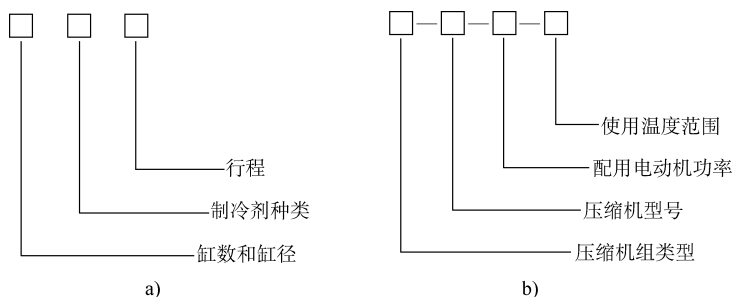 行程
制冷剂种类
缸数和缸径
a)
使用温度范围
配用电动机功率
压缩机型号
压缩机组类型
b)